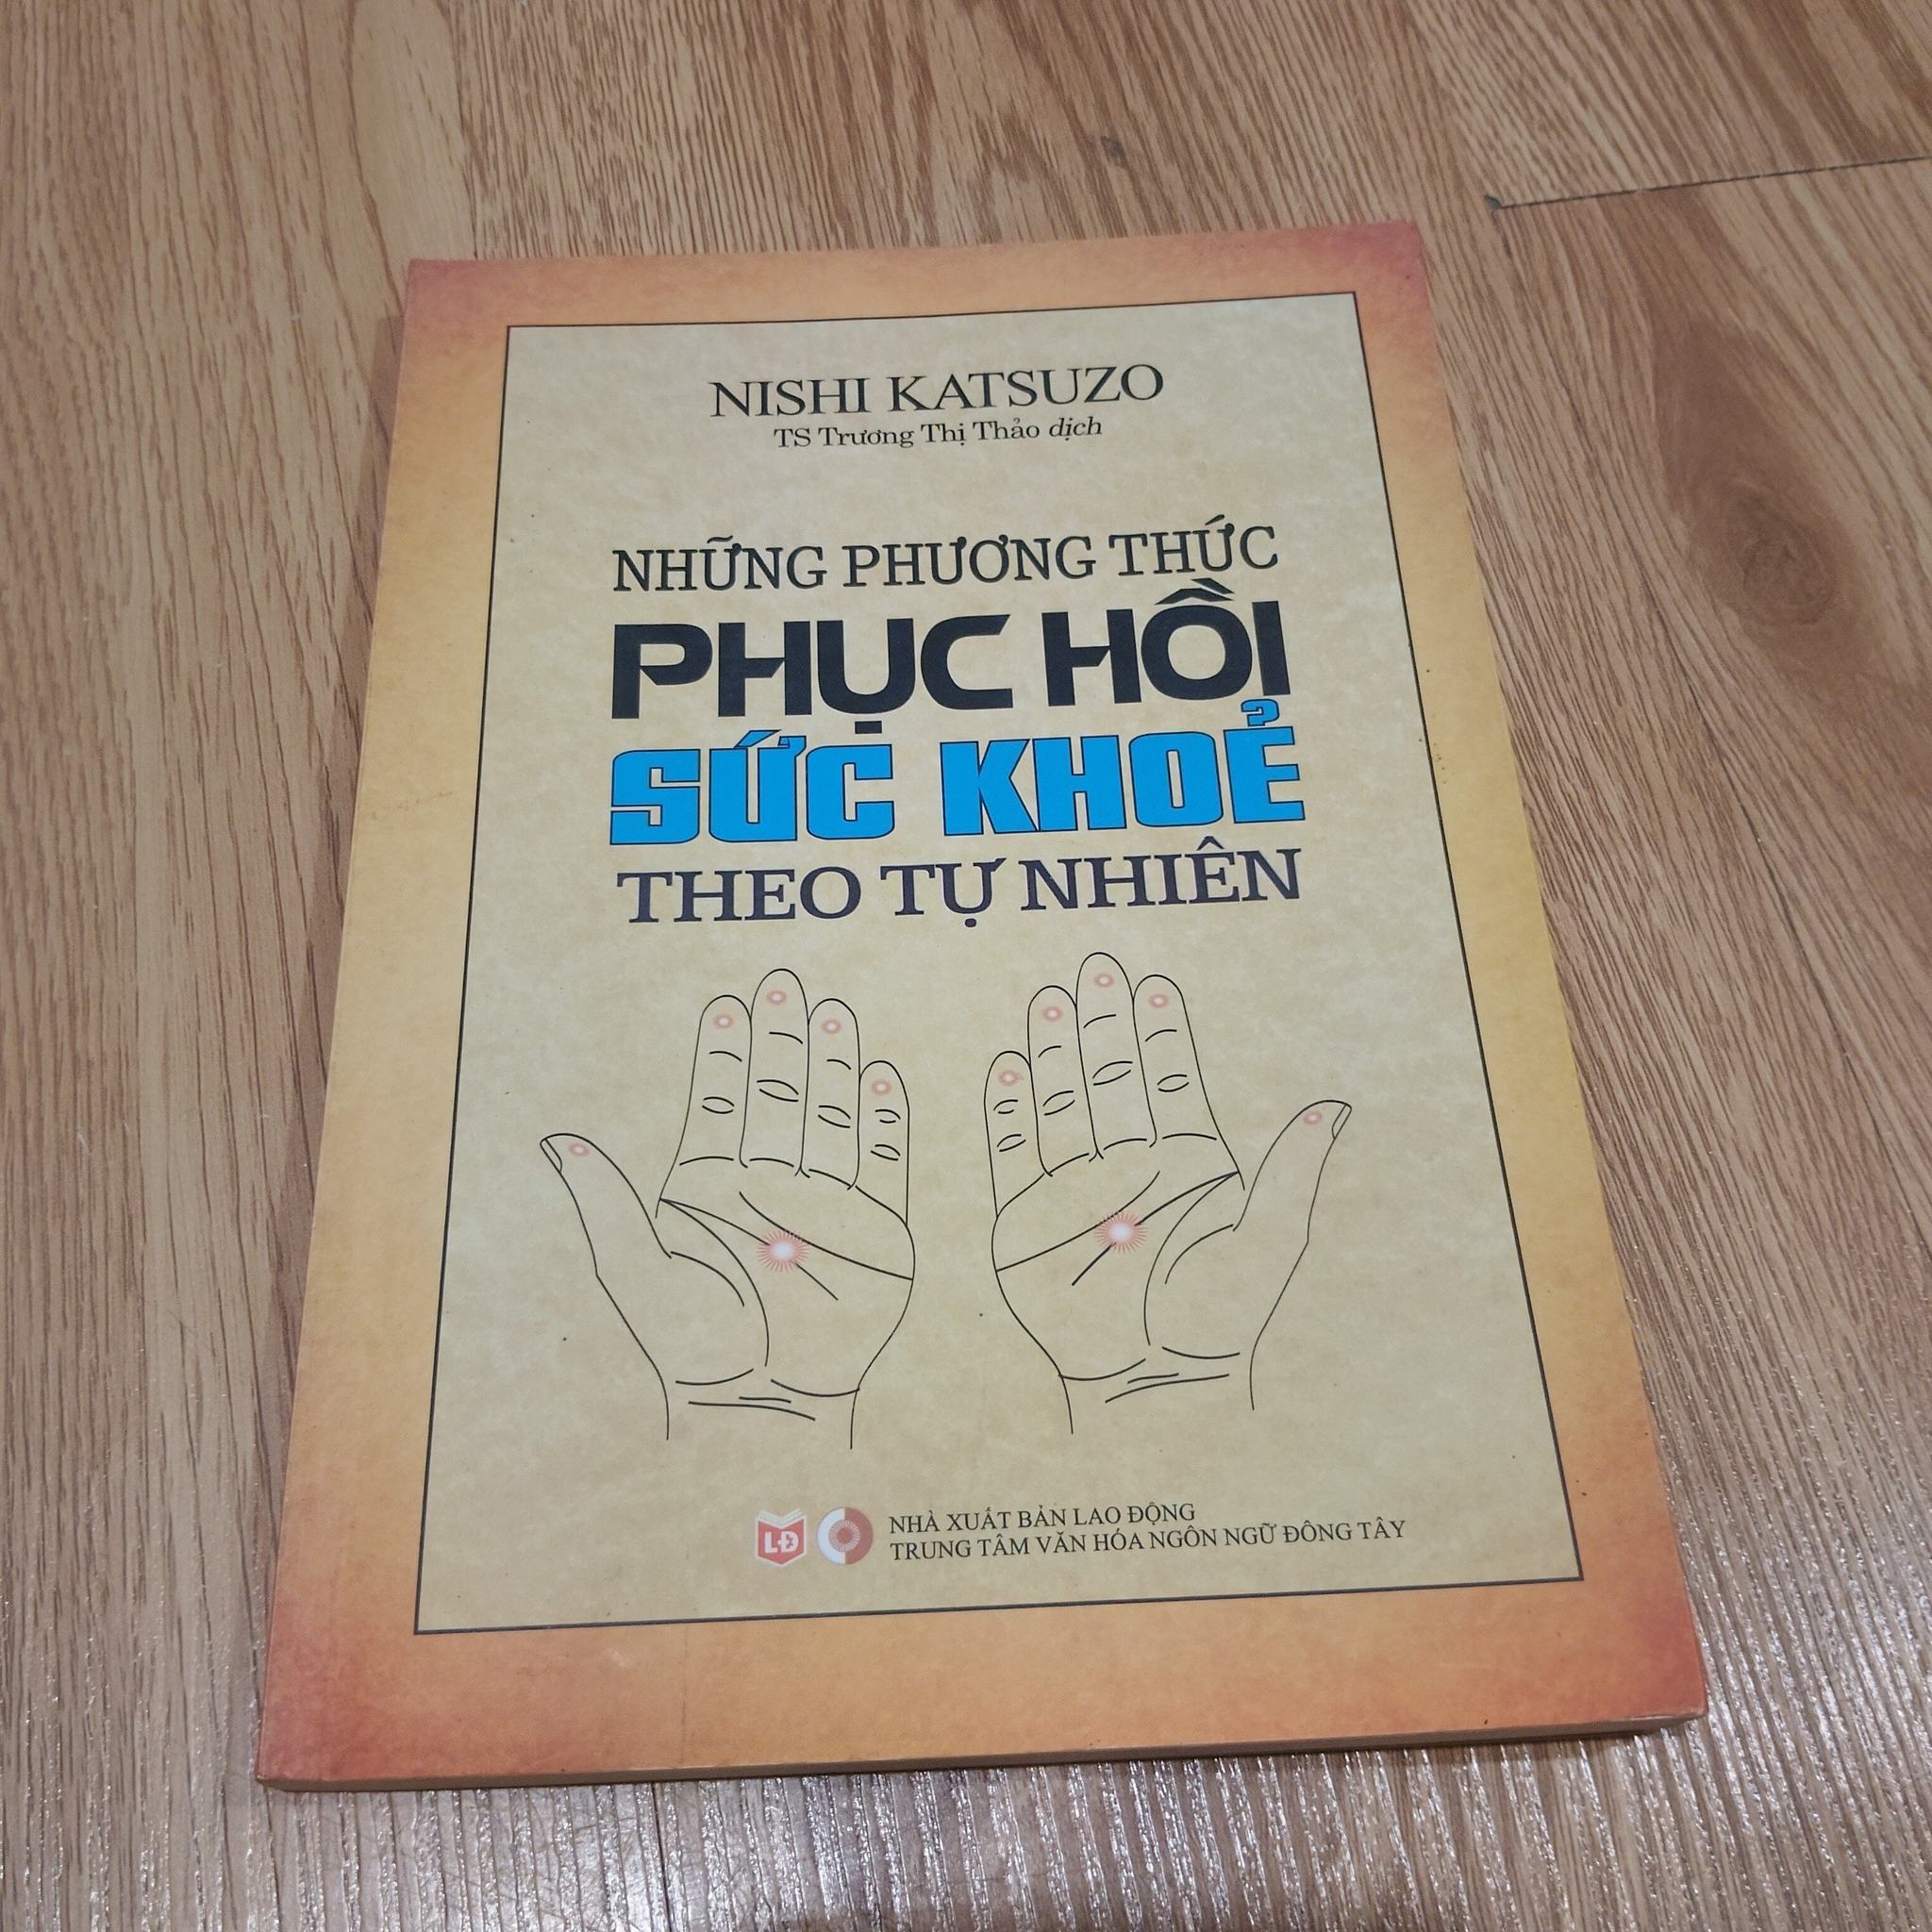 NISHI KATSUZO
TS Trương Thị Thảo dịch
NHỮNG PHƯƠNG THỨC
PHỤC HỒI
SỨC KHOẺ
THEO TỰ NHIÊN
LĐ
NHÀ XUẤT BẢN LAO ĐỘNG
TRUNG TÂM VĂN HÓA NGÔN NGỮ ĐÔNG TÂY